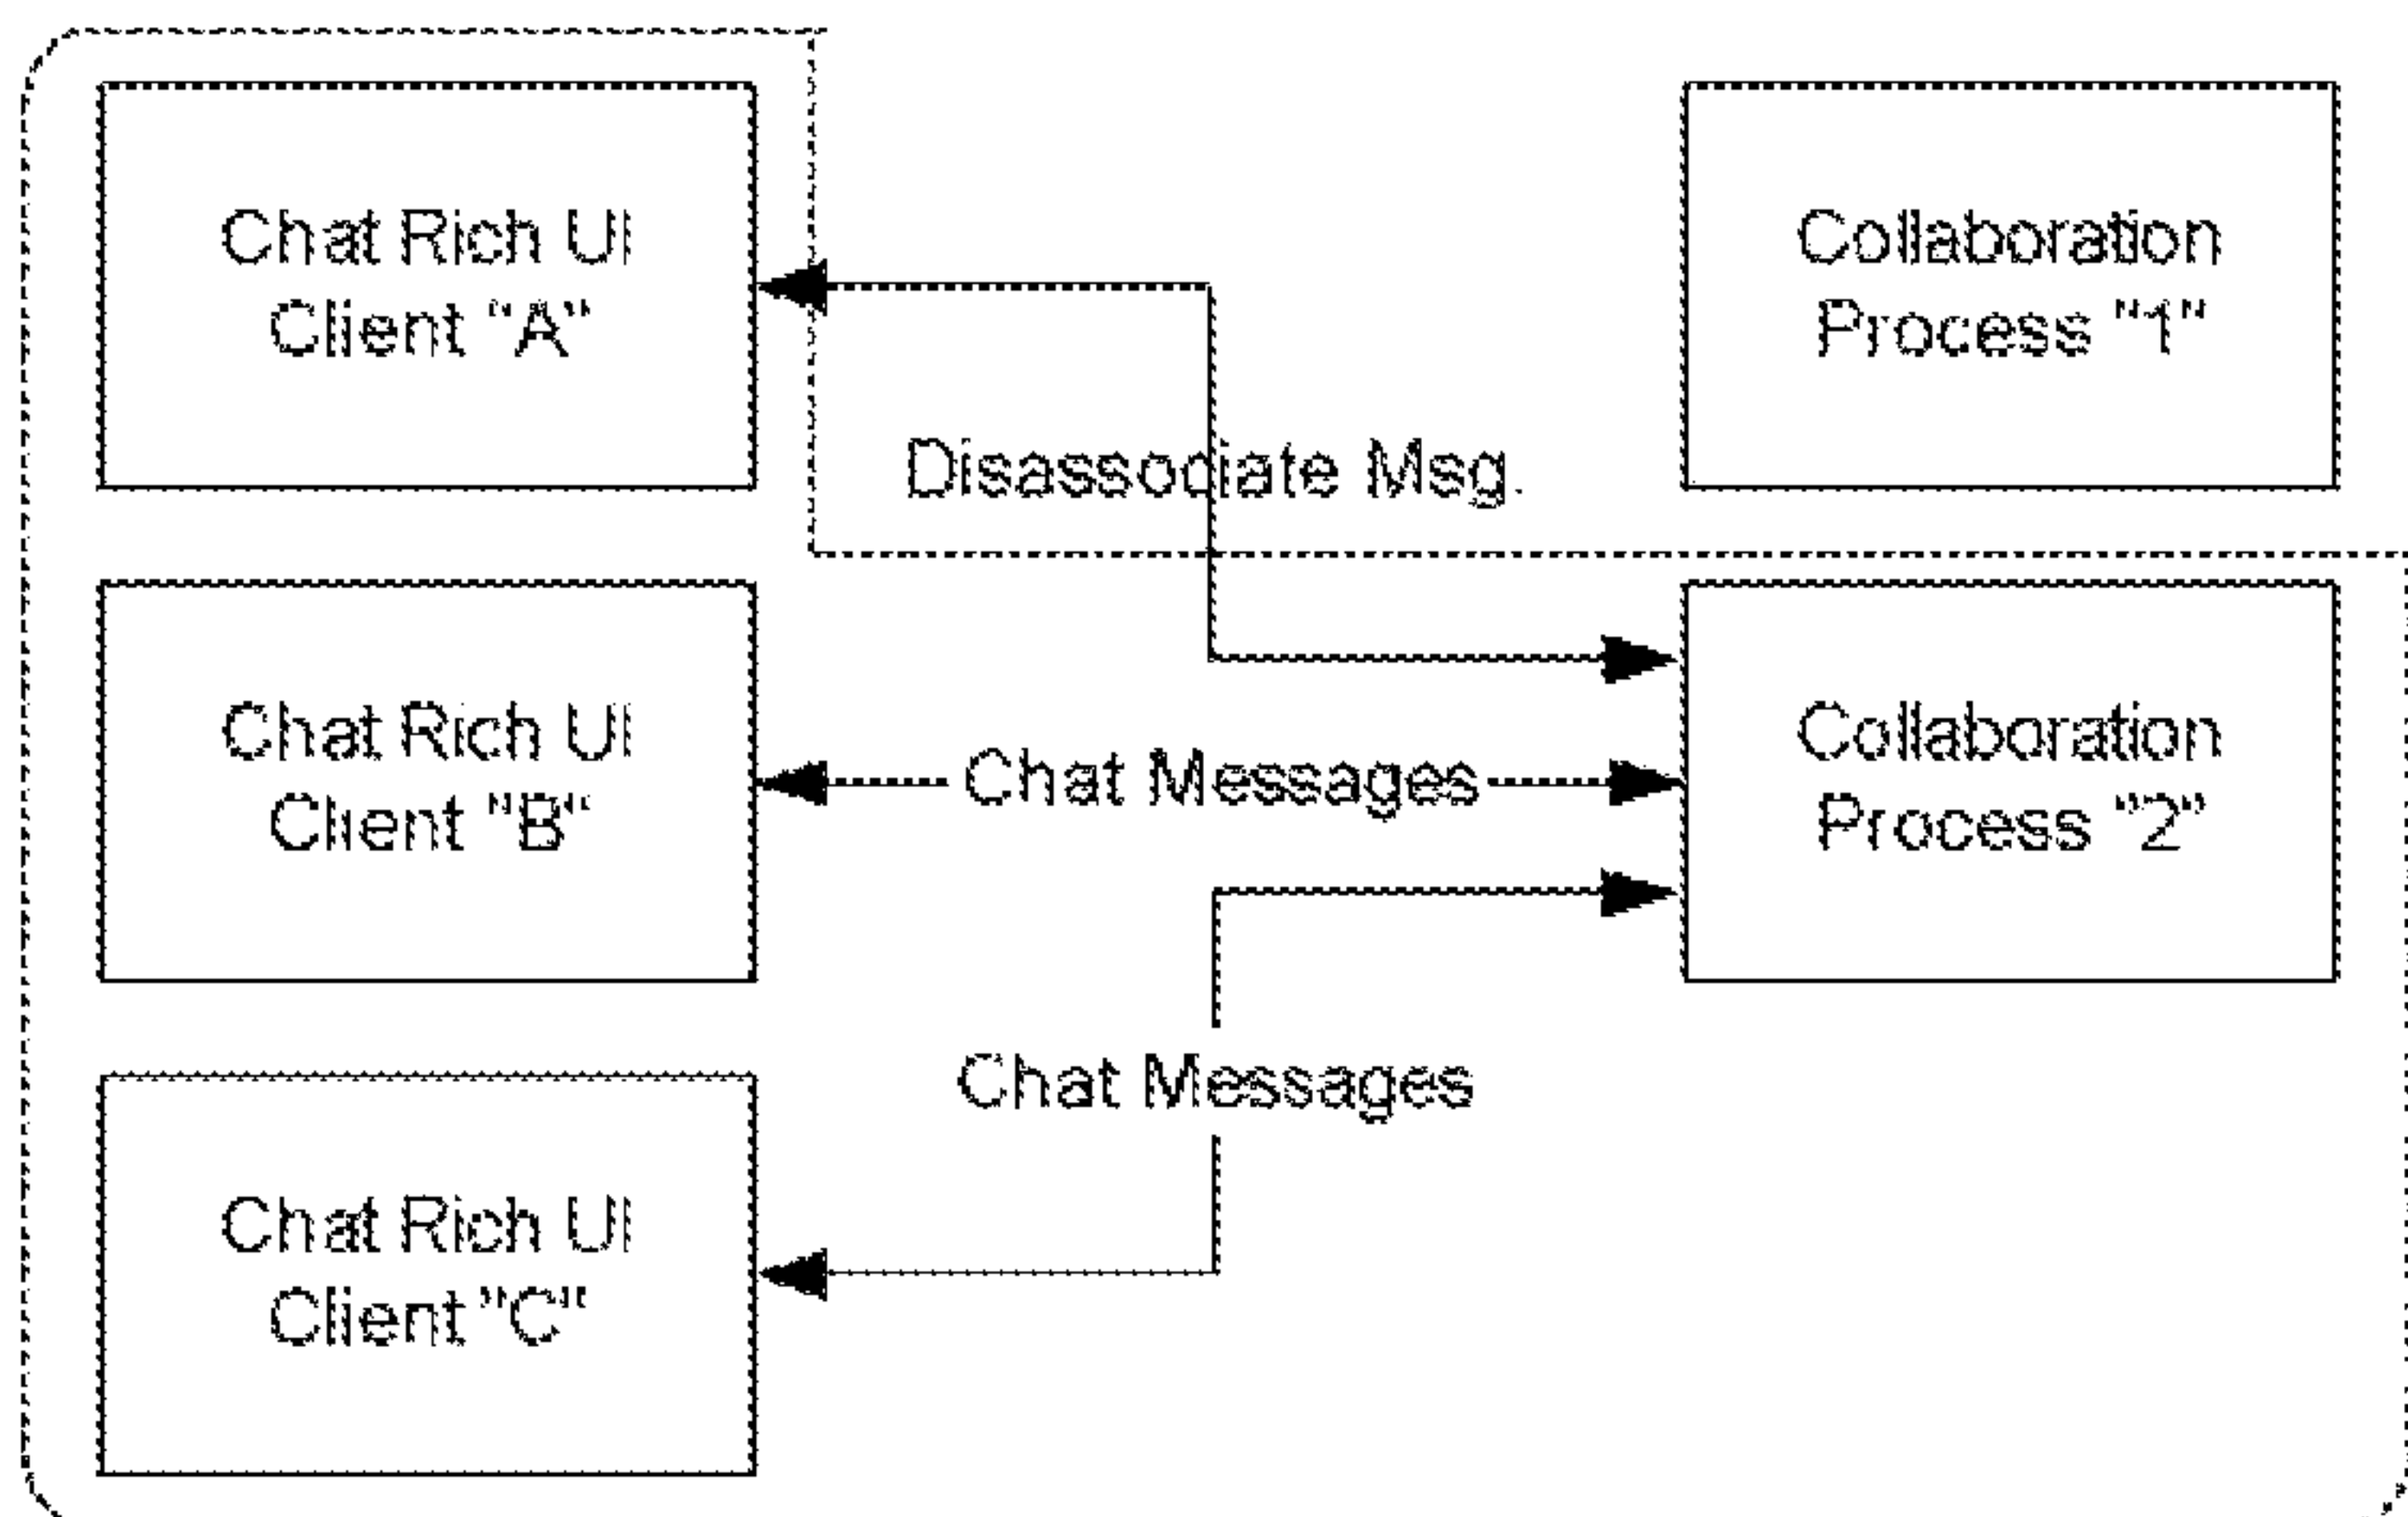 Chat Rich UI
Client "A"
Collaboration
Process "1"
Disassociate Msg.
Chat Rich UI
Client "B"
Chat Messages
Collaboration
Process "2"
Chat Messages
Chat Rich UI
Client "C"